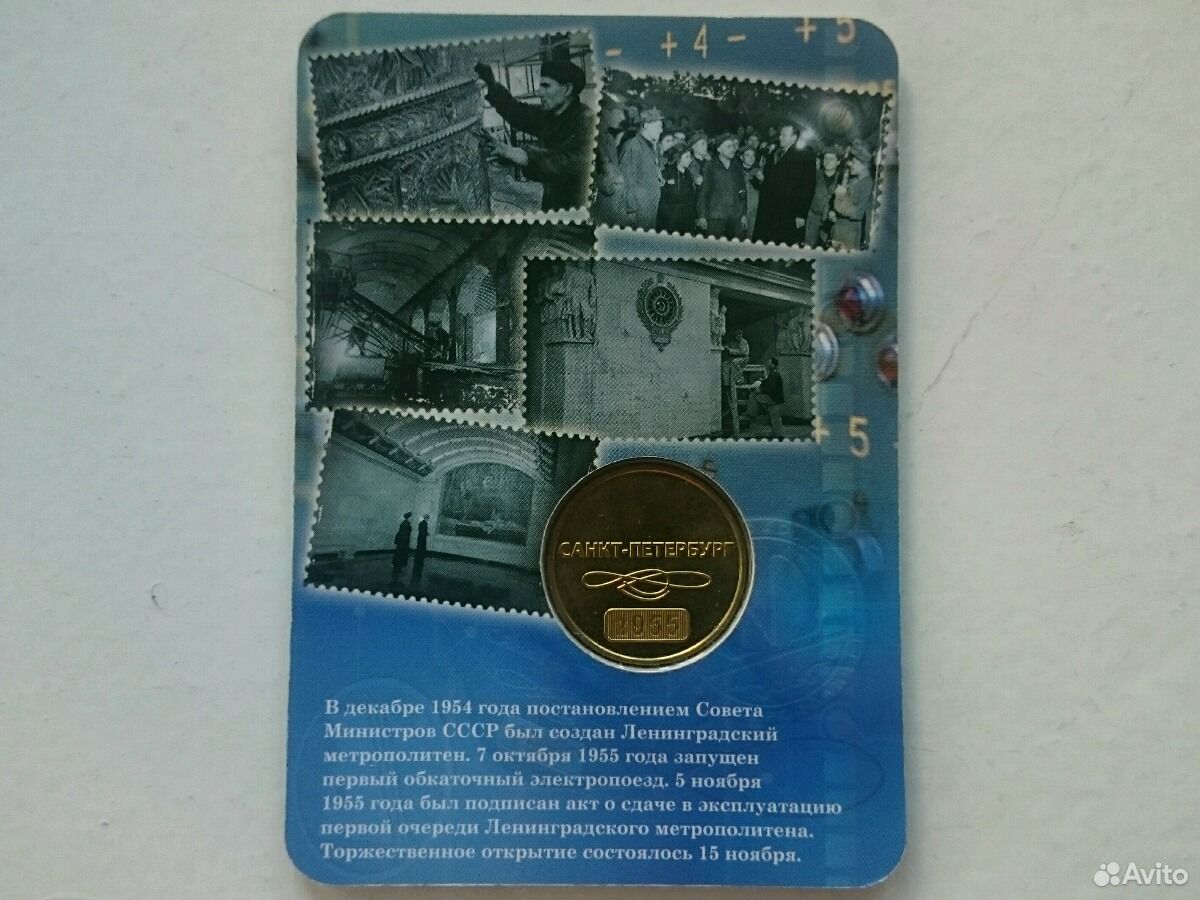 - + 4 - + 5
+ 5
САНКТ-ПЕТЕРБУРГ
В декабре 1954 года постановлением Совета
Министров СССР был создан Ленинградский
метрополитен. 7 октября 1955 года запущен
первый обкаточный электропоезд. 5 ноября
1955 года был подписан акт о сдаче в эксплуатацию
первой очереди Ленинградского метрополитена.
Торжественное открытие состоялось 15 ноября.
Avito